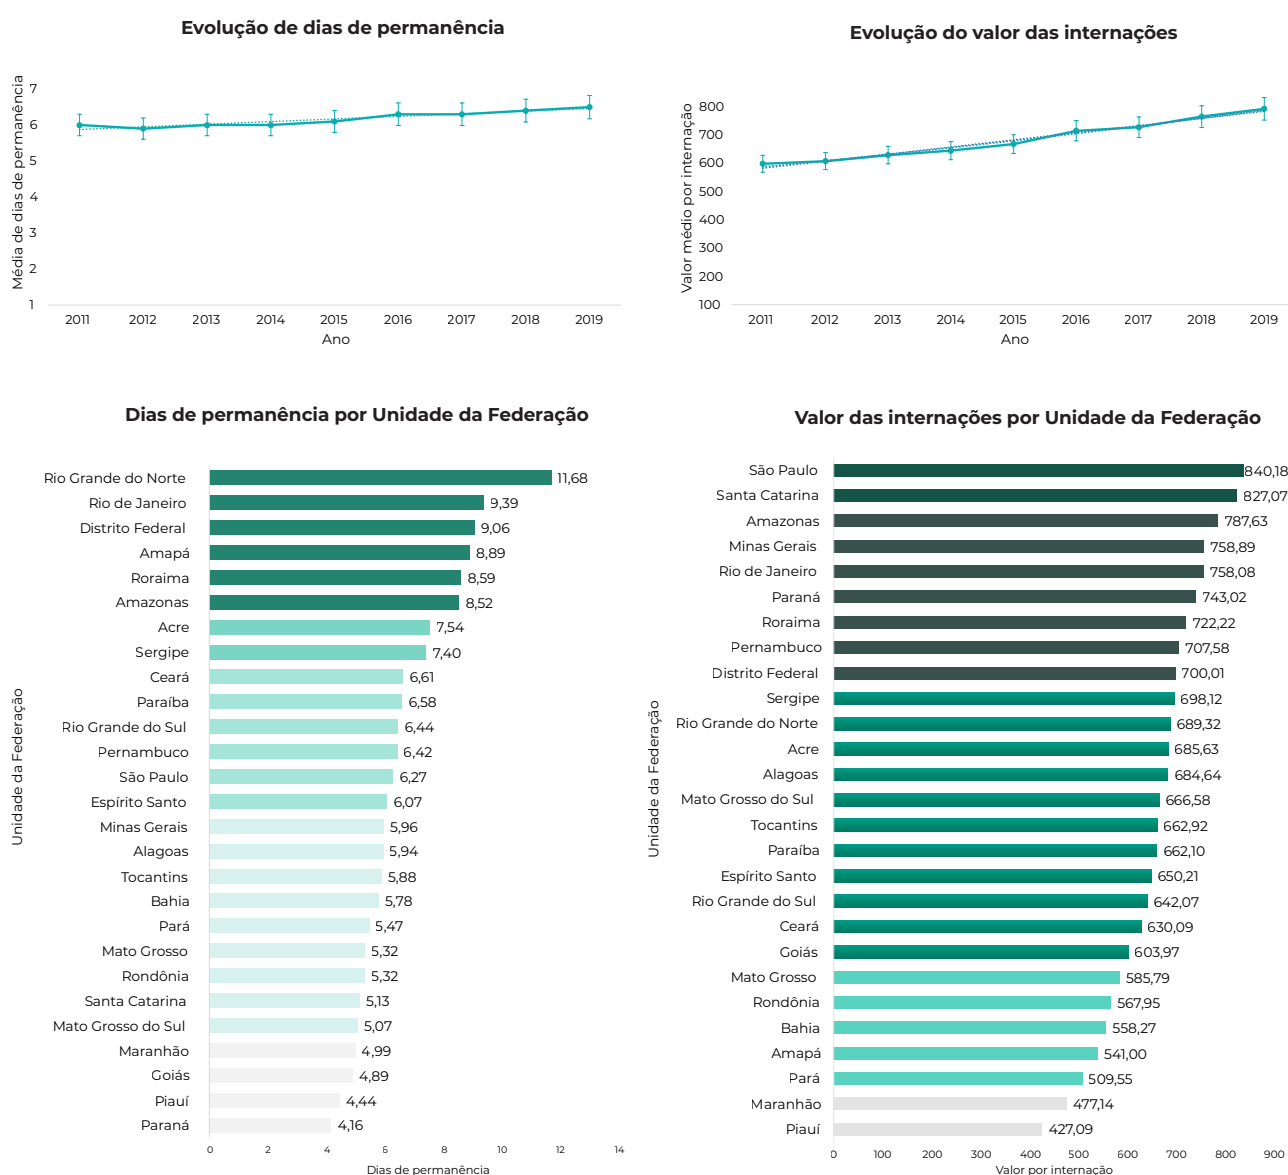 Evolução de dias de permanência
Média de dias de permanência
7
6
5
4
3
2
1
2011 2012 2013 2014 2015 2016 2017 2018 2019
Ano
Evolução do valor das internações
Valor médio por internação
800
700
600
500
400
300
200
100
2011 2012 2013 2014 2015 2016 2017 2018 2019
Ano
Dias de permanência por Unidade da Federação
Unidade da Federação
Rio Grande do Norte 11,68
Rio de Janeiro 9,39
Distrito Federal 9,06
Amapá 8,89
Roraima 8,59
Amazonas 8,52
Acre 7,54
Sergipe 7,40
Ceará 6,61
Paraíba 6,58
Rio Grande do Sul 6,44
Pernambuco 6,42
São Paulo 6,27
Espírito Santo 6,07
Minas Gerais 5,96
Alagoas 5,94
Tocantins 5,88
Bahia 5,78
Pará 5,47
Mato Grosso 5,32
Rondônia 5,32
Santa Catarina 5,13
Mato Grosso do Sul 5,07
Maranhão 4,99
Goiás 4,89
Piauí 4,44
Paraná 4,16
0 2 4 6 8 10 12 14
Dias de permanência
Valor das internações por Unidade da Federação
Unidade da Federação
São Paulo 840,18
Santa Catarina 827,07
Amazonas 787,63
Minas Gerais 758,89
Rio de Janeiro 758,08
Paraná 743,02
Roraima 722,22
Pernambuco 707,58
Distrito Federal 700,01
Sergipe 698,12
Rio Grande do Norte 689,32
Acre 685,63
Alagoas 684,64
Mato Grosso do Sul 666,58
Tocantins 662,92
Paraíba 662,10
Espírito Santo 650,21
Rio Grande do Sul 642,07
Ceará 630,09
Goiás 603,97
Mato Grosso 585,79
Rondônia 567,95
Bahia 558,27
Amapá 541,00
Pará 509,55
Maranhão 477,14
Piauí 427,09
0 100 200 300 400 500 600 700 800 900
Valor por internação